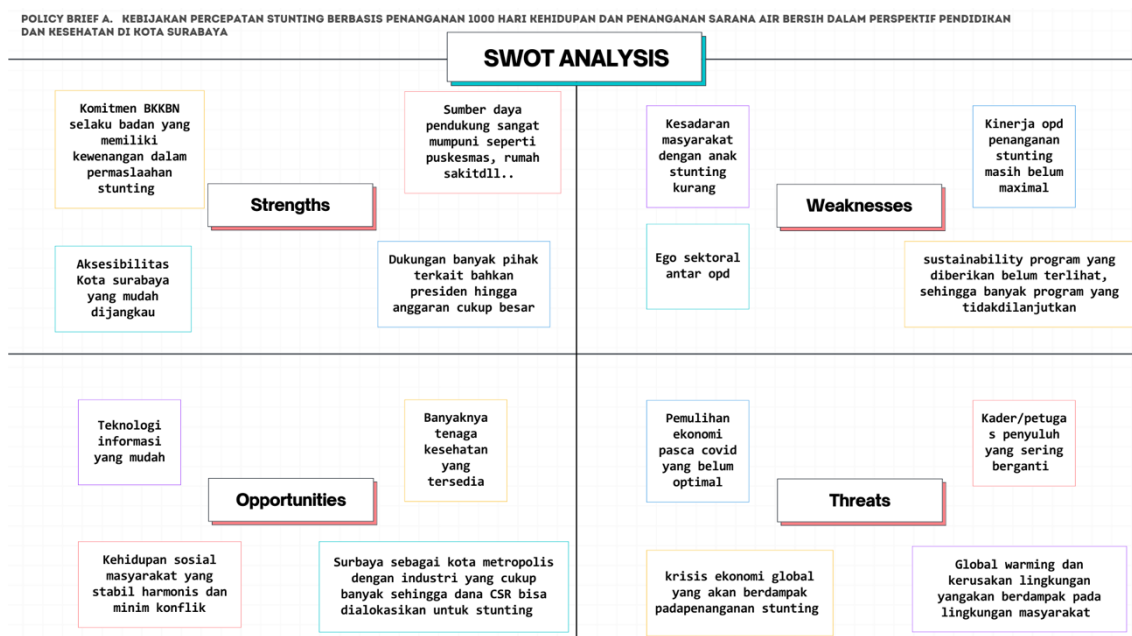 POLICY BRIEF A.   KEBIJAKAN PERCEPATAN STUNTING BERBASIS PENANGANAN 1000 HARI KEHIDUPAN DAN PENANGANAN SARANA AIR BERSIH DALAM PERSPEKTIF PENDIDIKAN
DAN KESEHATAN DI KOTA SURABAYA
SWOT ANALYSIS
Komitmen BKKBN
selaku badan yang
memiliki
kewenangan dalam
permaslaahan
stunting
Sumber daya
pendukung sangat
mumpuni seperti
puskesmas, rumah
sakitdll..
Strengths
Aksesibilitas
Kota surabaya
yang mudah
dijangkau
Dukungan banyak pihak
terkait bahkan
presiden hingga
anggaran cukup besar
Kesadaran
masyarakat
dengan anak
stunting
kurang
Kinerja opd
penanganan
stunting
masih belum
maximal
Weaknesses
Ego sektoral
antar opd
sustainability program yang
diberikan belum terlihat,
sehingga banyak program yang
tidakdilanjutkan
Teknologi
informasi
yang mudah
Banyaknya
tenaga
kesehatan
yang
tersedia
Opportunities
Kehidupan sosial
masyarakat yang
stabil harmonis dan
minim konflik
Surbaya sebagai kota metropolis
dengan industri yang cukup
banyak sehingga dana CSR bisa
dialokasikan untuk stunting
Pemulihan
ekonomi
pasca covid
yang belum
optimal
Kader/petuga
s penyuluh
yang sering
berganti
Threats
krisis ekonomi global
yang akan berdampak
padapenanganan stunting
Global warming dan
kerusakan lingkungan
yangakan berdampak pada
lingkungan masyarakat